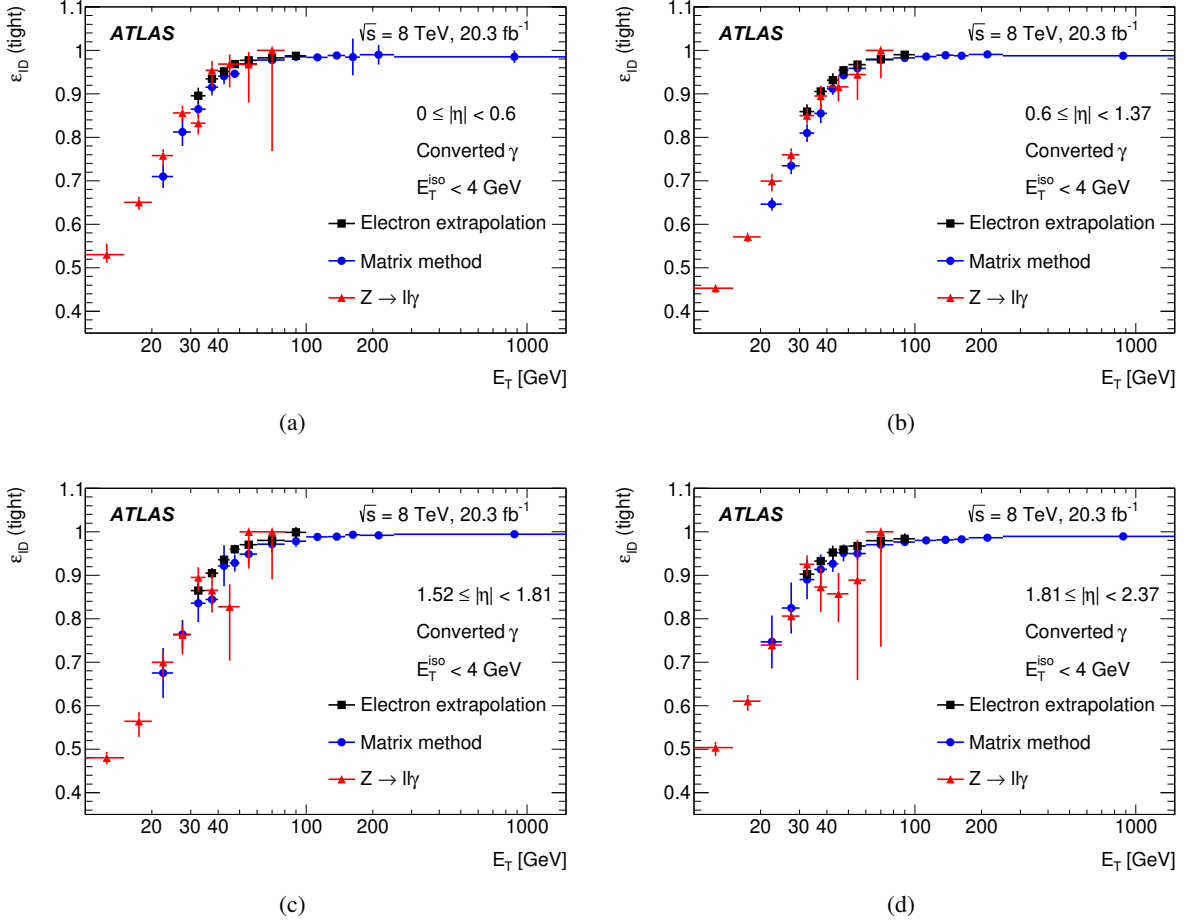 ε_ID (tight)
1.1
1
0.9
0.8
0.7
0.6
0.5
0.4
ATLAS
√s = 8 TeV, 20.3 fb⁻¹
0 ≤ |η| < 0.6
Converted γ
E_T^iso < 4 GeV
Electron extrapolation
Matrix method
Z → llγ
20 30 40 100 200 1000
E_T [GeV]
(a)
ε_ID (tight)
1.1
1
0.9
0.8
0.7
0.6
0.5
0.4
ATLAS
√s = 8 TeV, 20.3 fb⁻¹
0.6 ≤ |η| < 1.37
Converted γ
E_T^iso < 4 GeV
Electron extrapolation
Matrix method
Z → llγ
20 30 40 100 200 1000
E_T [GeV]
(b)
ε_ID (tight)
1.1
1
0.9
0.8
0.7
0.6
0.5
0.4
ATLAS
√s = 8 TeV, 20.3 fb⁻¹
1.52 ≤ |η| < 1.81
Converted γ
E_T^iso < 4 GeV
Electron extrapolation
Matrix method
Z → llγ
20 30 40 100 200 1000
E_T [GeV]
(c)
ε_ID (tight)
1.1
1
0.9
0.8
0.7
0.6
0.5
0.4
ATLAS
√s = 8 TeV, 20.3 fb⁻¹
1.81 ≤ |η| < 2.37
Converted γ
E_T^iso < 4 GeV
Electron extrapolation
Matrix method
Z → llγ
20 30 40 100 200 1000
E_T [GeV]
(d)